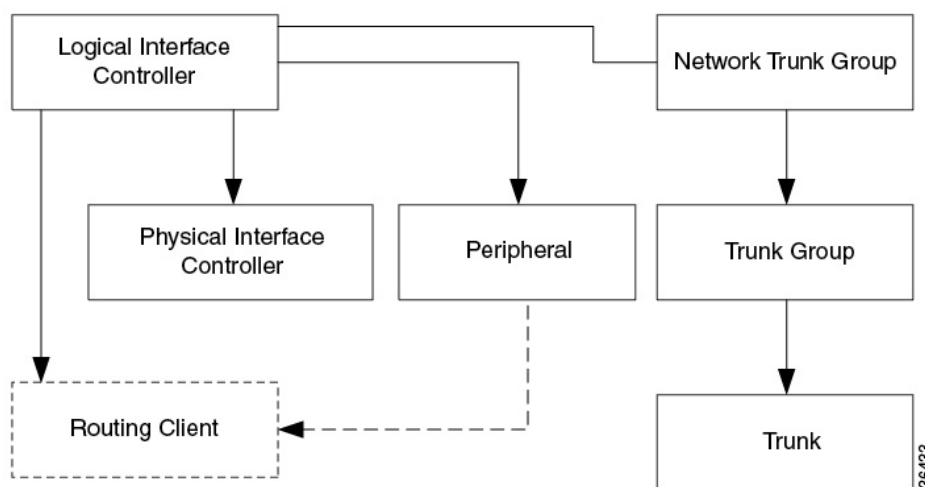 Logical Interface
Controller
Network Trunk Group
Physical Interface
Controller
Peripheral
Trunk Group
Routing Client
Trunk